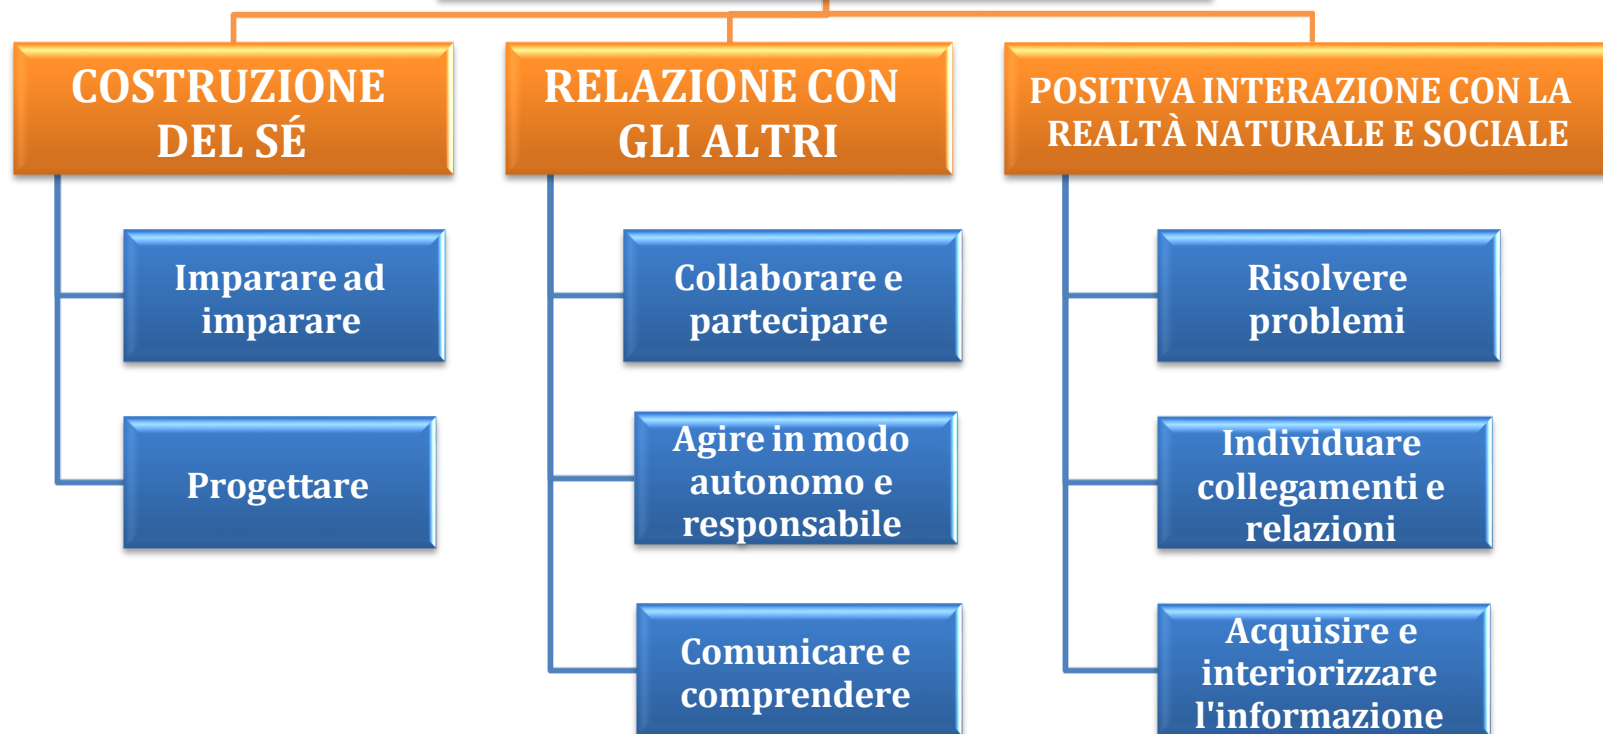 COSTRUZIONE
DEL SÉ
RELAZIONE CON
GLI ALTRI
POSITIVA INTERAZIONE CON LA
REALTÀ NATURALE E SOCIALE
Imparare ad
imparare
Progettare
Collaborare e
partecipare
Agire in modo
autonomo e
responsabile
Comunicare e
comprendere
Risolvere
problemi
Individuare
collegamenti e
relazioni
Acquisire e
interiorizzare
l'informazione